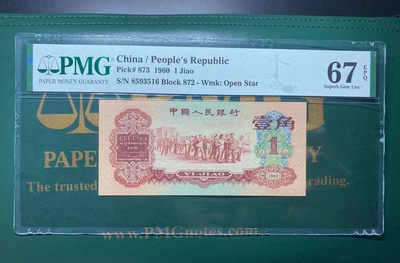 PMG
PAPER MONEY GUARANTY
China / People's Republic
Pick# 873 1960 1 Jiao
S/N 8593516 Block 872 - Wmk: Open Star
67 EPQ
Superb Gem Unc
中國人民銀行
壹角
1
YI JIAO
1960
PAPE
TY
The trusted
rading.
www.PMGnotes.com